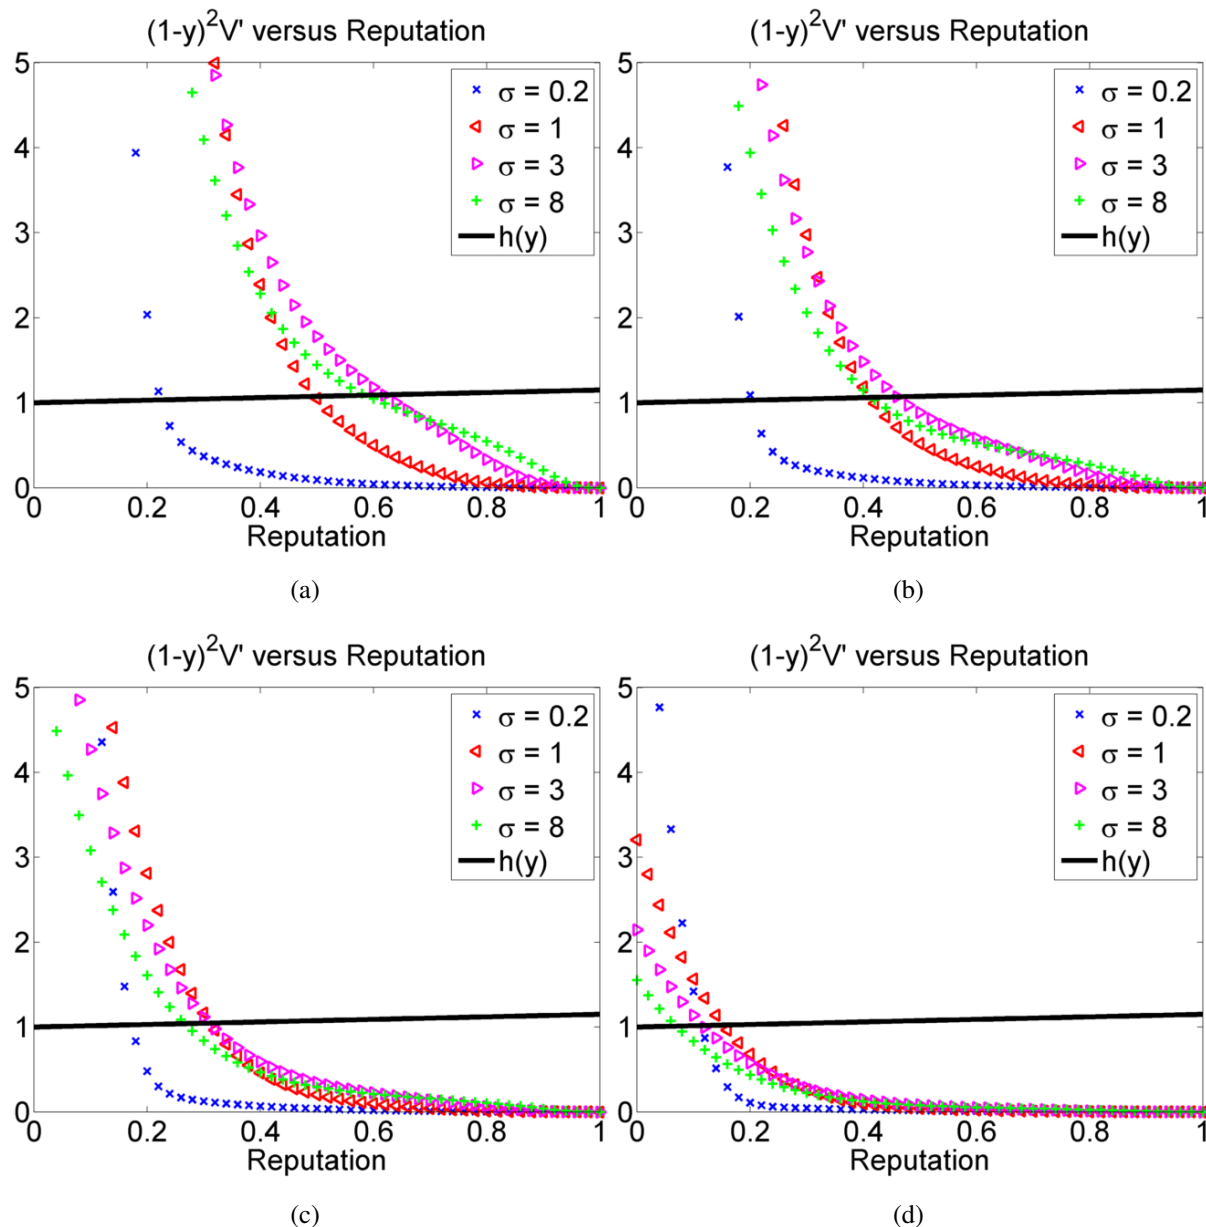 (1-y)²V' versus Reputation
5
4
3
2
1
0
σ = 0.2
σ = 1
σ = 3
σ = 8
h(y)
0 0.2 0.4 0.6 0.8 1
Reputation
(a)
(1-y)²V' versus Reputation
5
4
3
2
1
0
σ = 0.2
σ = 1
σ = 3
σ = 8
h(y)
0 0.2 0.4 0.6 0.8 1
Reputation
(b)
(1-y)²V' versus Reputation
5
4
3
2
1
0
σ = 0.2
σ = 1
σ = 3
σ = 8
h(y)
0 0.2 0.4 0.6 0.8 1
Reputation
(c)
(1-y)²V' versus Reputation
5
4
3
2
1
0
σ = 0.2
σ = 1
σ = 3
σ = 8
h(y)
0 0.2 0.4 0.6 0.8 1
Reputation
(d)